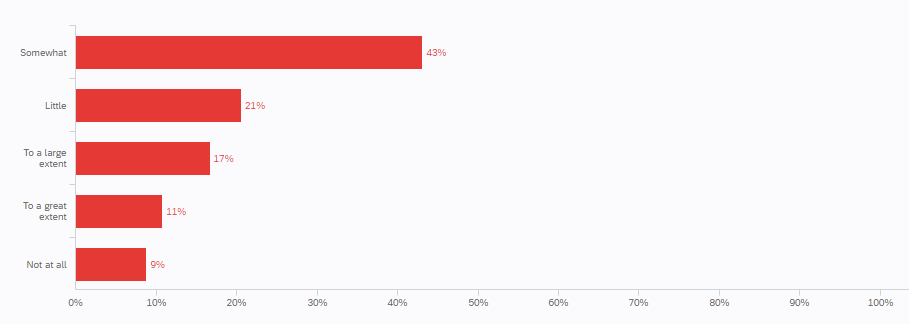 Somewhat
43%
Little
21%
To a large
extent
17%
To a great
extent
11%
Not at all
9%
0% 10% 20% 30% 40% 50% 60% 70% 80% 90% 100%